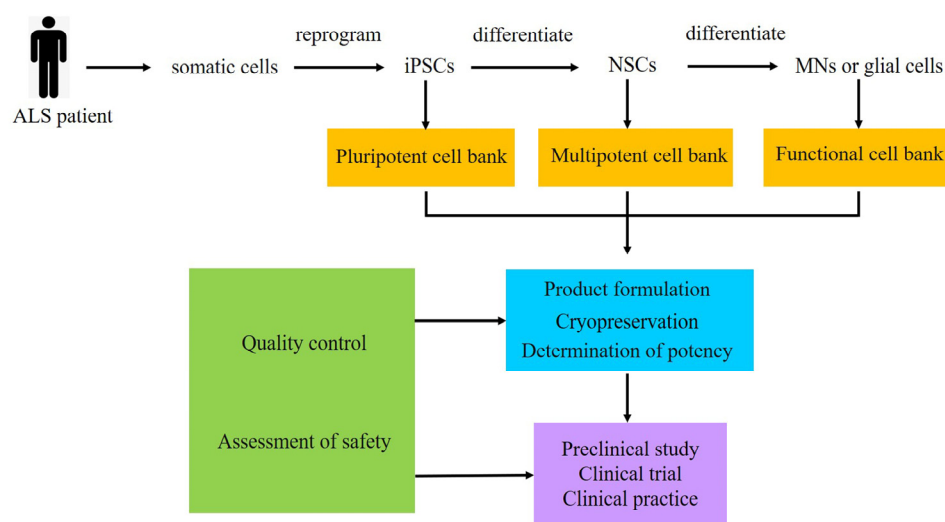 reprogram
differentiate
differentiate
somatic cells
iPSCs
NSCs
MNs or glial cells
ALS patient
Pluripotent cell bank
Multipotent cell bank
Functional cell bank
Product formulation
Cryopreservation
Determination of potency
Quality control
Assessment of safety
Preclinical study
Clinical trial
Clinical practice